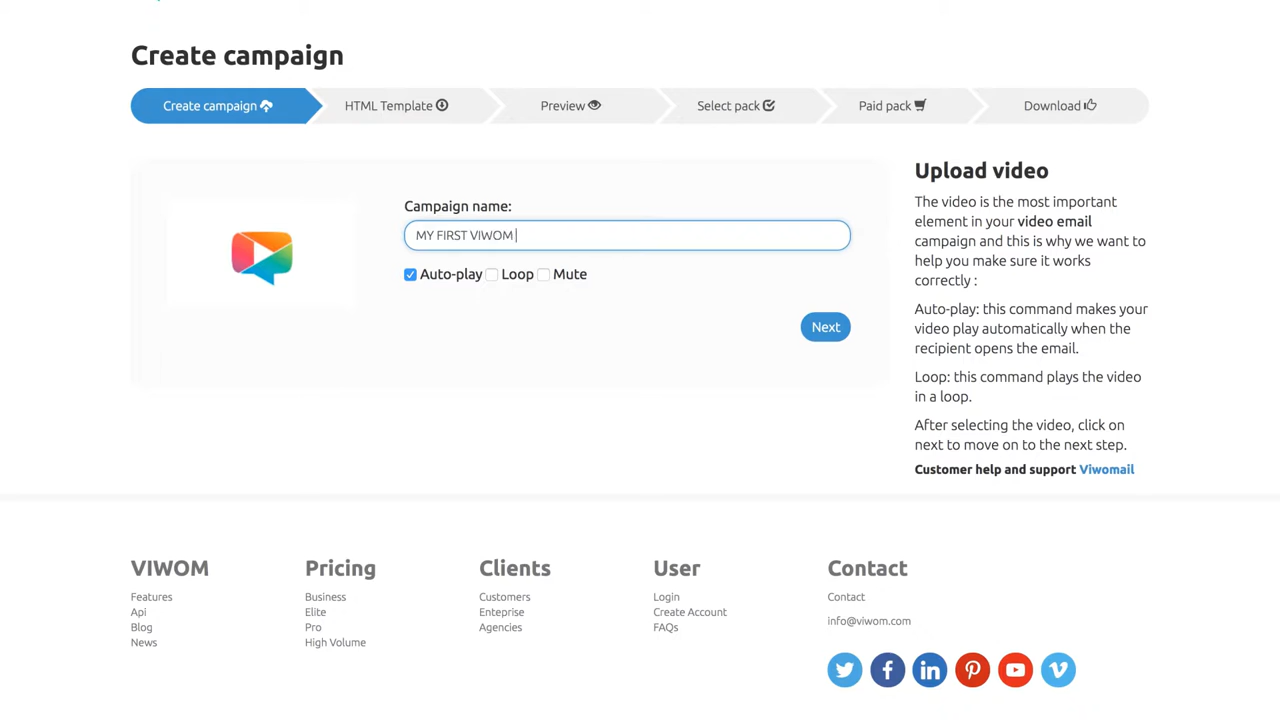 Create campaign
Create campaign
HTML Template
Preview
Select pack
Paid pack
Download
Campaign name:
MY FIRST VIWOM
Auto-play Loop Mute
Next
Upload video
The video is the most important
element in your video email
campaign and this is why we want to
help you make sure it works
correctly :
Auto-play: this command makes your
video play automatically when the
recipient opens the email.
Loop: this command plays the video
in a loop.
After selecting the video, click on
next to move on to the next step.
Customer help and support Viwomail
VIWOM
Features
Api
Blog
News
Pricing
Business
Elite
Pro
High Volume
Clients
Customers
Enteprise
Agencies
User
Login
Create Account
FAQs
Contact
Contact
info@viwom.com